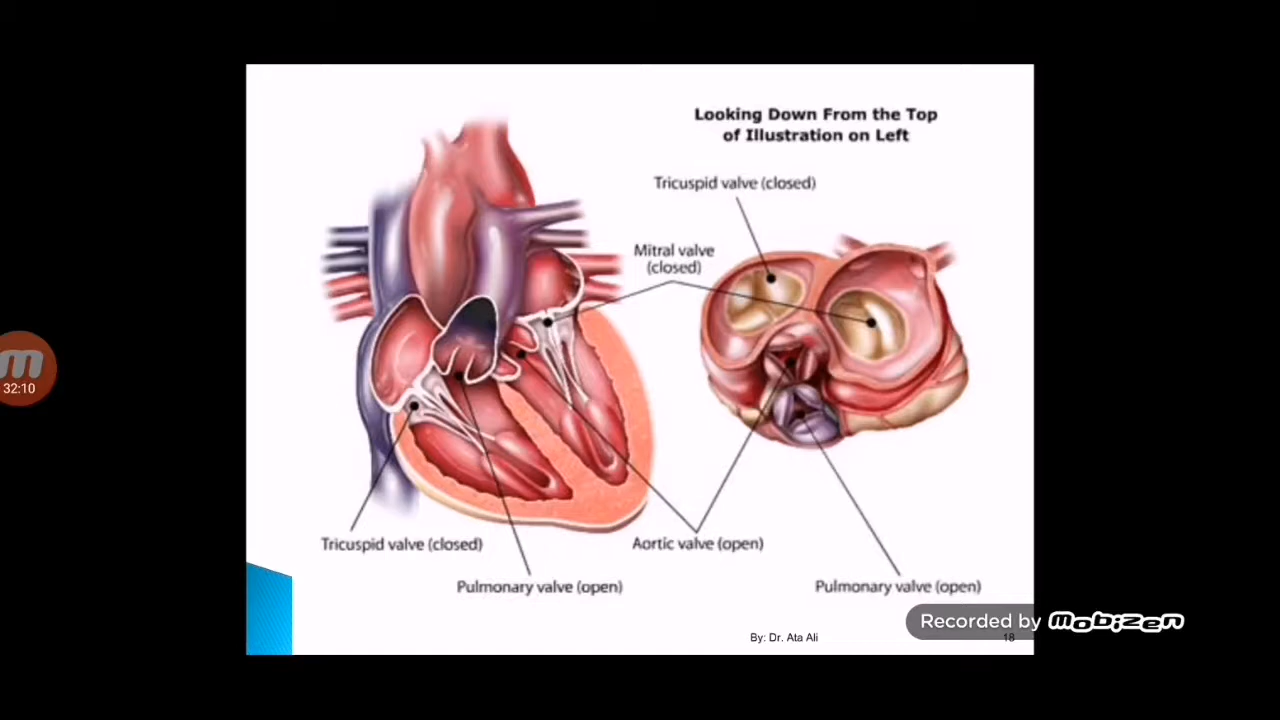 Looking Down From the Top
of Illustration on Left
Tricuspid valve (closed)
Mitral valve
(closed)
m
32:10
Tricuspid valve (closed)
Aortic valve (open)
Pulmonary valve (open)
Pulmonary valve (open)
Recorded by mobizen
By: Dr. Ata Ali
18